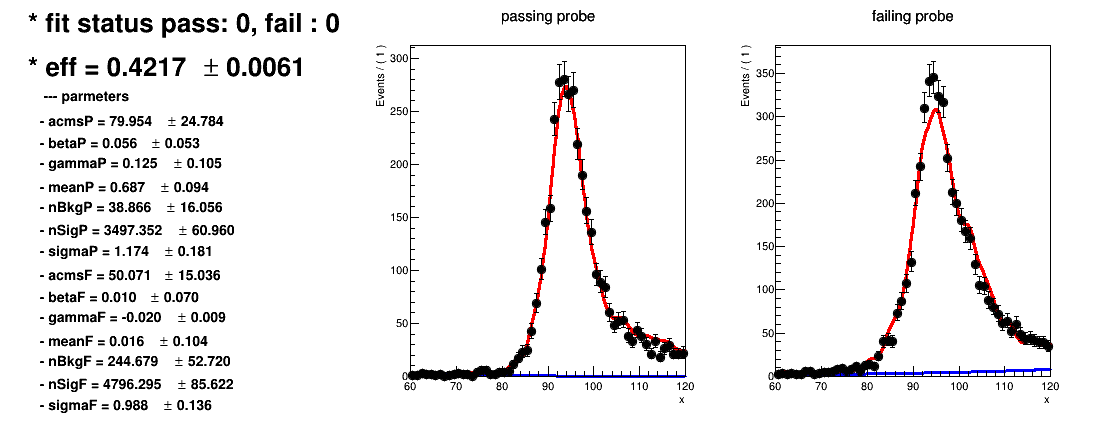 * fit status pass: 0, fail : 0
* eff = 0.4217 ± 0.0061
--- parmeters
- acmsP = 79.954 ± 24.784
- betaP = 0.056 ± 0.053
- gammaP = 0.125 ± 0.105
- meanP = 0.687 ± 0.094
- nBkgP = 38.866 ± 16.056
- nSigP = 3497.352 ± 60.960
- sigmaP = 1.174 ± 0.181
- acmsF = 50.071 ± 15.036
- betaF = 0.010 ± 0.070
- gammaF = -0.020 ± 0.009
- meanF = 0.016 ± 0.104
- nBkgF = 244.679 ± 52.720
- nSigF = 4796.295 ± 85.622
- sigmaF = 0.988 ± 0.136
passing probe
Events / ( 1 )
300
250
200
150
100
50
0
60 70 80 90 100 110 120
x
failing probe
Events / ( 1 )
350
300
250
200
150
100
50
0
60 70 80 90 100 110 120
x